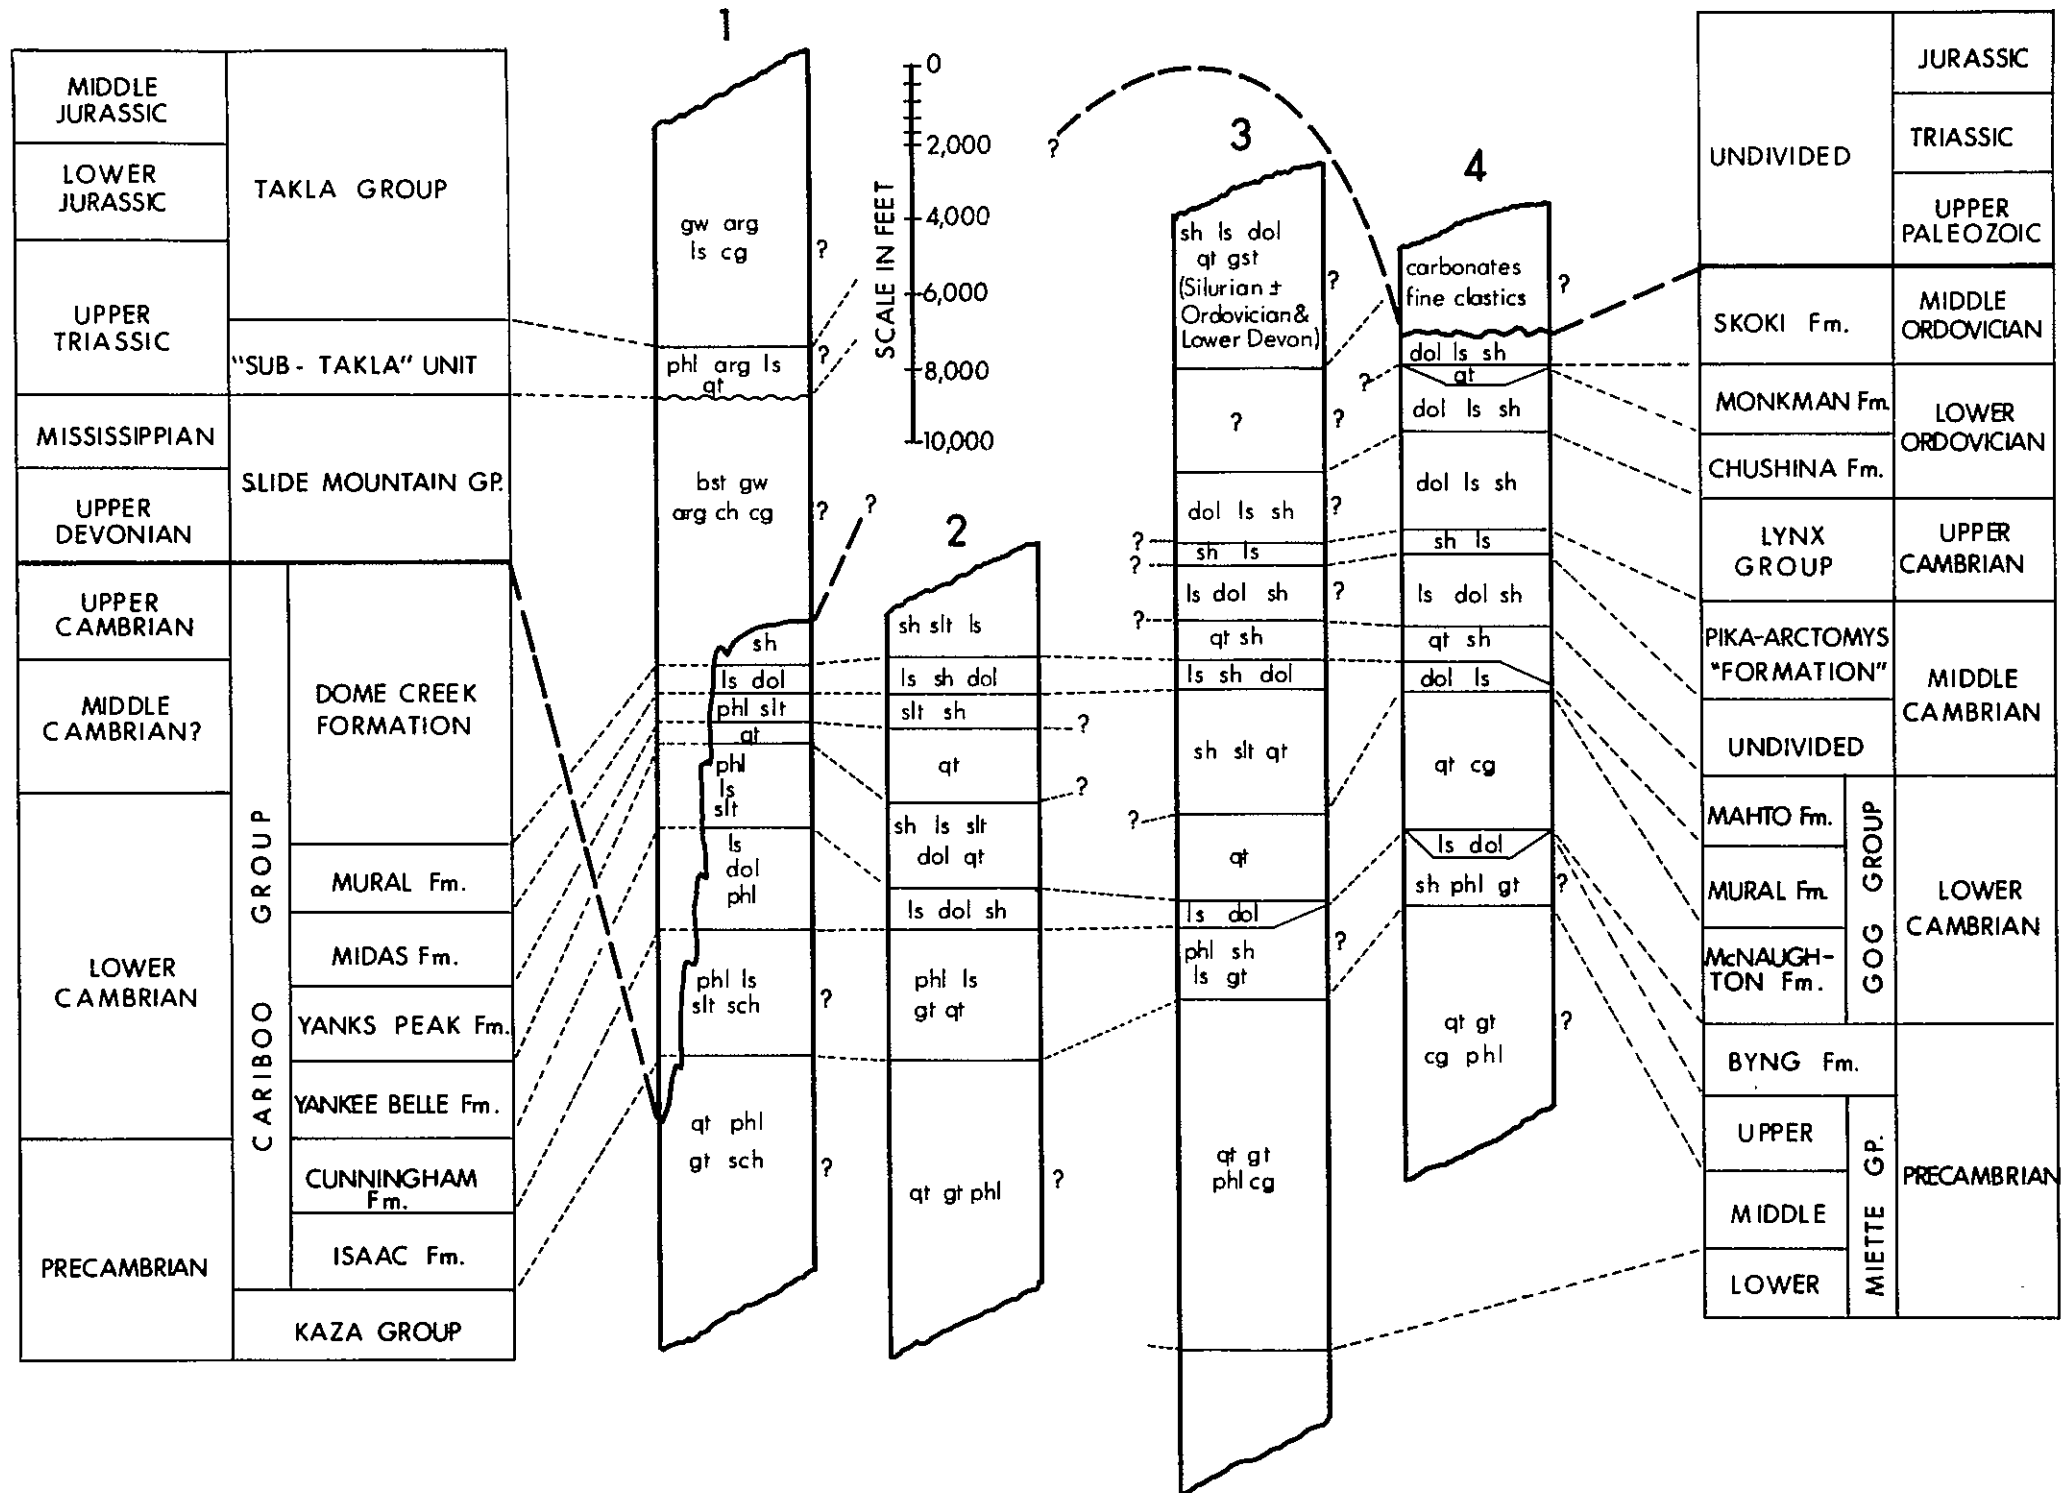 MIDDLE
JURASSIC
LOWER
JURASSIC
UPPER
TRIASSIC
MISSISSIPPIAN
UPPER
DEVONIAN
UPPER
CAMBRIAN
MIDDLE
CAMBRIAN?
LOWER
CAMBRIAN
PRECAMBRIAN
TAKLA GROUP
"SUB - TAKLA" UNIT
SLIDE MOUNTAIN GP.
CARIBOO GROUP
DOME CREEK
FORMATION
MURAL Fm.
MIDAS Fm.
YANKS PEAK Fm.
YANKEE BELLE Fm.
CUNNINGHAM
Fm.
ISAAC Fm.
KAZA GROUP
1
gw arg
ls cg
?
phl arg ls
qt
?
bst gw
arg ch cg
?
?
sh
ls dol
phl slt
qt
phl
ls
slt
ls
dol
phl
phl ls
slt sch
?
qt phl
gt sch
?
SCALE IN FEET
0
2,000
4,000
6,000
8,000
10,000
2
sh slt ls
ls sh dol
slt sh
?
qt
?
sh ls slt
dol qt
ls dol sh
phl ls
gt qt
qt gt phl
?
?
3
sh ls dol
qt gst
(Silurian ±
Ordovician &
Lower Devon)
?
?
?
dol ls sh
?
?
sh ls
?
ls dol sh
?
?
qt sh
ls sh dol
sh slt qt
?
qt
ls dol
phl sh
ls gt
?
qt gt
phl cg
4
carbonates
fine clastics
?
dol ls sh
?
qt
dol ls sh
dol ls sh
sh ls
ls dol sh
qt sh
dol ls
qt cg
ls dol
sh phl gt
?
qt gt
cg phl
?
UNDIVIDED
SKOKI Fm.
MONKMAN Fm.
CHUSHINA Fm.
LYNX
GROUP
PIKA-ARCTOMYS
"FORMATION"
UNDIVIDED
MAHTO Fm.
MURAL Fm.
McNAUGH-
TON Fm.
GOG GROUP
BYNG Fm.
UPPER
MIDDLE
LOWER
MIETTE GP.
JURASSIC
TRIASSIC
UPPER
PALEOZOIC
MIDDLE
ORDOVICIAN
LOWER
ORDOVICIAN
UPPER
CAMBRIAN
MIDDLE
CAMBRIAN
LOWER
CAMBRIAN
PRECAMBRIAN